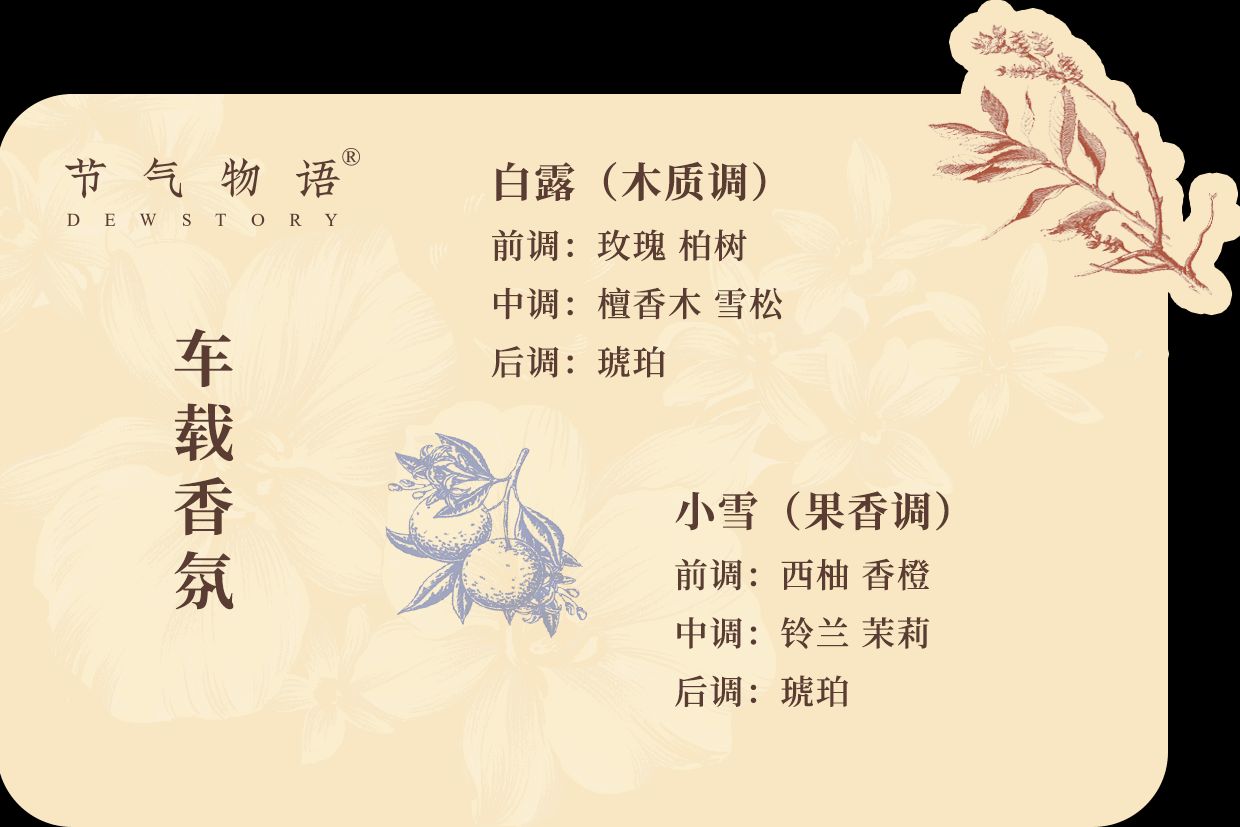 节气物语®
DEWSTORY
车载香氛
白露（木质调）
前调：玫瑰 柏树
中调：檀香木 雪松
后调：琥珀
小雪（果香调）
前调：西柚 香橙
中调：铃兰 茉莉
后调：琥珀